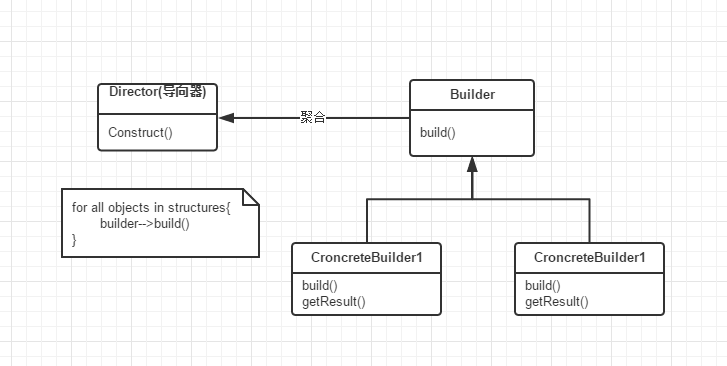 Director(导向器)
Construct()
聚合
Builder
build()
for all objects in structures{
builder-->build()
}
CroncreteBuilder1
build()
getResult()
CroncreteBuilder1
build()
getResult()